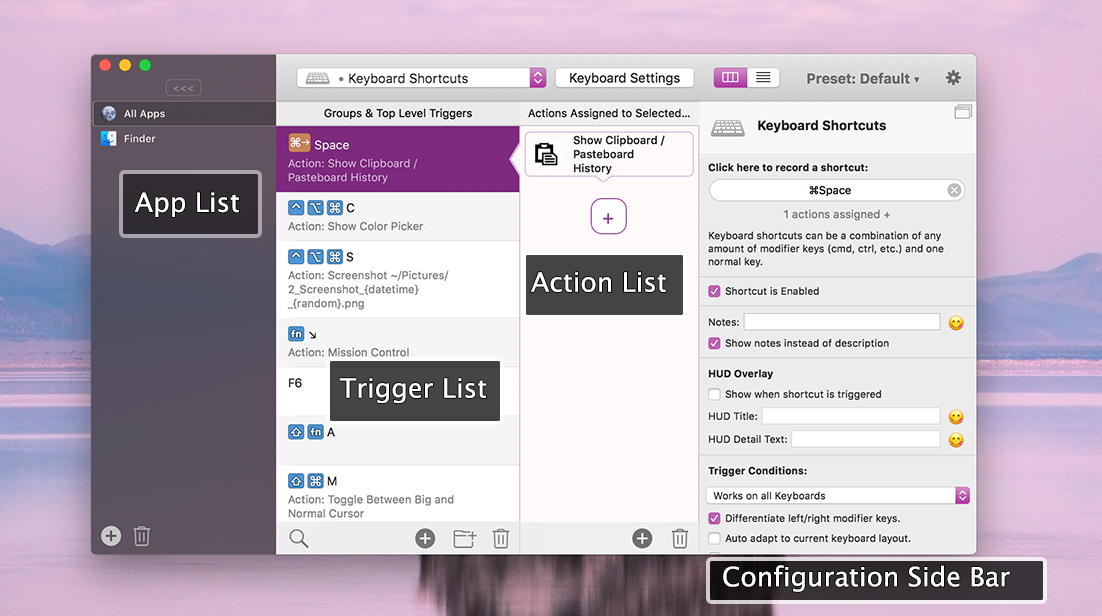 Keyboard Shortcuts
Keyboard Settings
Preset: Default
<<<
All Apps
Finder
App List
Groups & Top Level Triggers
⌘→ Space
Action: Show Clipboard /
Pasteboard History
^ ⌥ ⌘ C
Action: Show Color Picker
^ ⌥ ⌘ S
Action: Screenshot ~/Pictures/
2_Screenshot_{datetime}
_{random}.png
fn ↘
Action: Mission Control
F6
Trigger List
⇧ fn A
⇧ ⌘ M
Action: Toggle Between Big and
Normal Cursor
Actions Assigned to Selected...
Show Clipboard /
Pasteboard
History
+
Action List
Keyboard Shortcuts
Click here to record a shortcut:
⌘Space
1 actions assigned +
Keyboard shortcuts can be a combination of any
amount of modifier keys (cmd, ctrl, etc.) and one
normal key.
Shortcut is Enabled
Notes:
Show notes instead of description
HUD Overlay
Show when shortcut is triggered
HUD Title:
HUD Detail Text:
Trigger Conditions:
Works on all Keyboards
Differentiate left/right modifier keys.
Auto adapt to current keyboard layout.
Configuration Side Bar